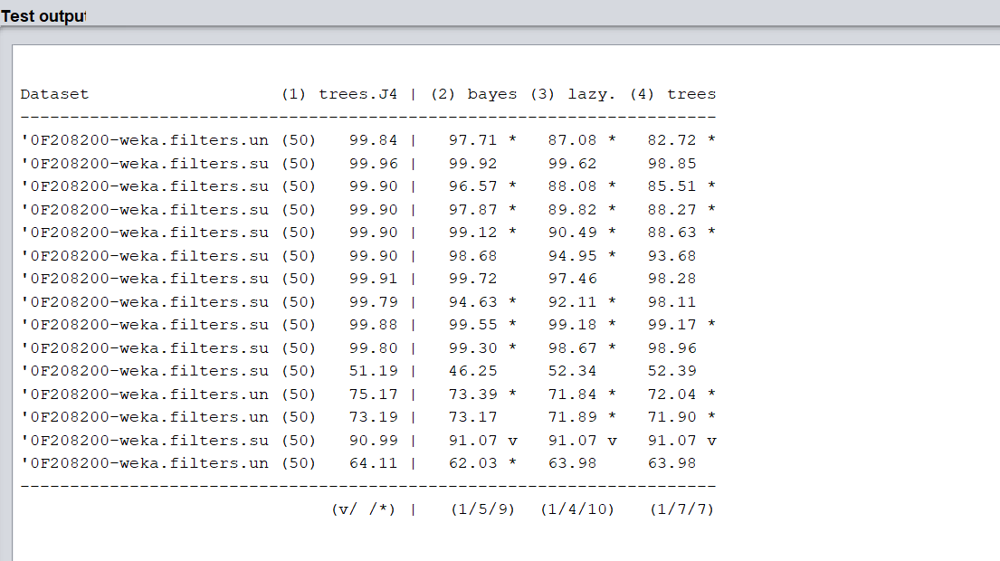 Test output
Dataset (1) trees.J4 | (2) bayes (3) lazy. (4) trees
--------------------------------------------------------------------------
'0F208200-weka.filters.un (50) 99.84 | 97.71 * 87.08 * 82.72 *
'0F208200-weka.filters.su (50) 99.96 | 99.92 99.62 98.85
'0F208200-weka.filters.su (50) 99.90 | 96.57 * 88.08 * 85.51 *
'0F208200-weka.filters.su (50) 99.90 | 97.87 * 89.82 * 88.27 *
'0F208200-weka.filters.su (50) 99.90 | 99.12 * 90.49 * 88.63 *
'0F208200-weka.filters.su (50) 99.90 | 98.68 94.95 * 93.68
'0F208200-weka.filters.su (50) 99.91 | 99.72 97.46 98.28
'0F208200-weka.filters.su (50) 99.79 | 94.63 * 92.11 * 98.11
'0F208200-weka.filters.su (50) 99.88 | 99.55 * 99.18 * 99.17 *
'0F208200-weka.filters.su (50) 99.80 | 99.30 * 98.67 * 98.96
'0F208200-weka.filters.su (50) 51.19 | 46.25 52.34 52.39
'0F208200-weka.filters.un (50) 75.17 | 73.39 * 71.84 * 72.04 *
'0F208200-weka.filters.un (50) 73.19 | 73.17 71.89 * 71.90 *
'0F208200-weka.filters.su (50) 90.99 | 91.07 v 91.07 v 91.07 v
'0F208200-weka.filters.un (50) 64.11 | 62.03 * 63.98 63.98
--------------------------------------------------------------------------
(v/ /*) | (1/5/9) (1/4/10) (1/7/7)